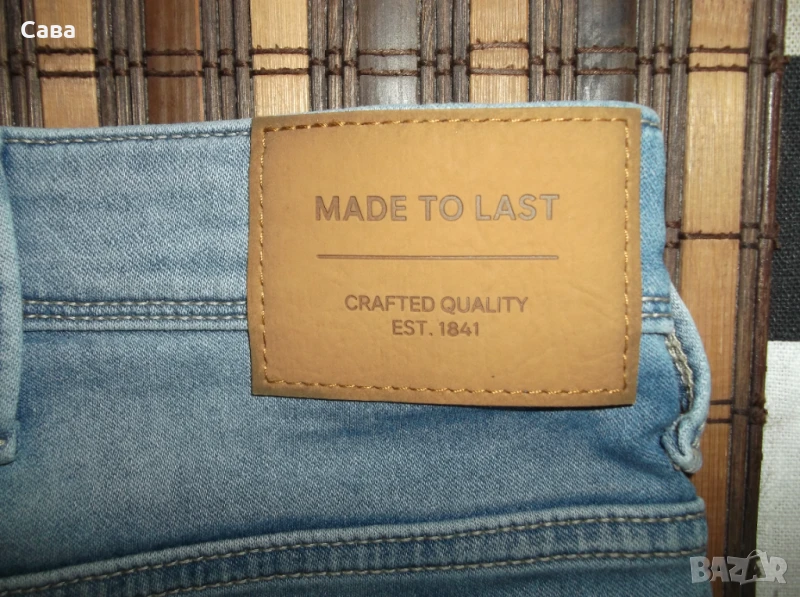 Сава
MADE TO LAST
CRAFTED QUALITY
EST. 1841
BAZAR